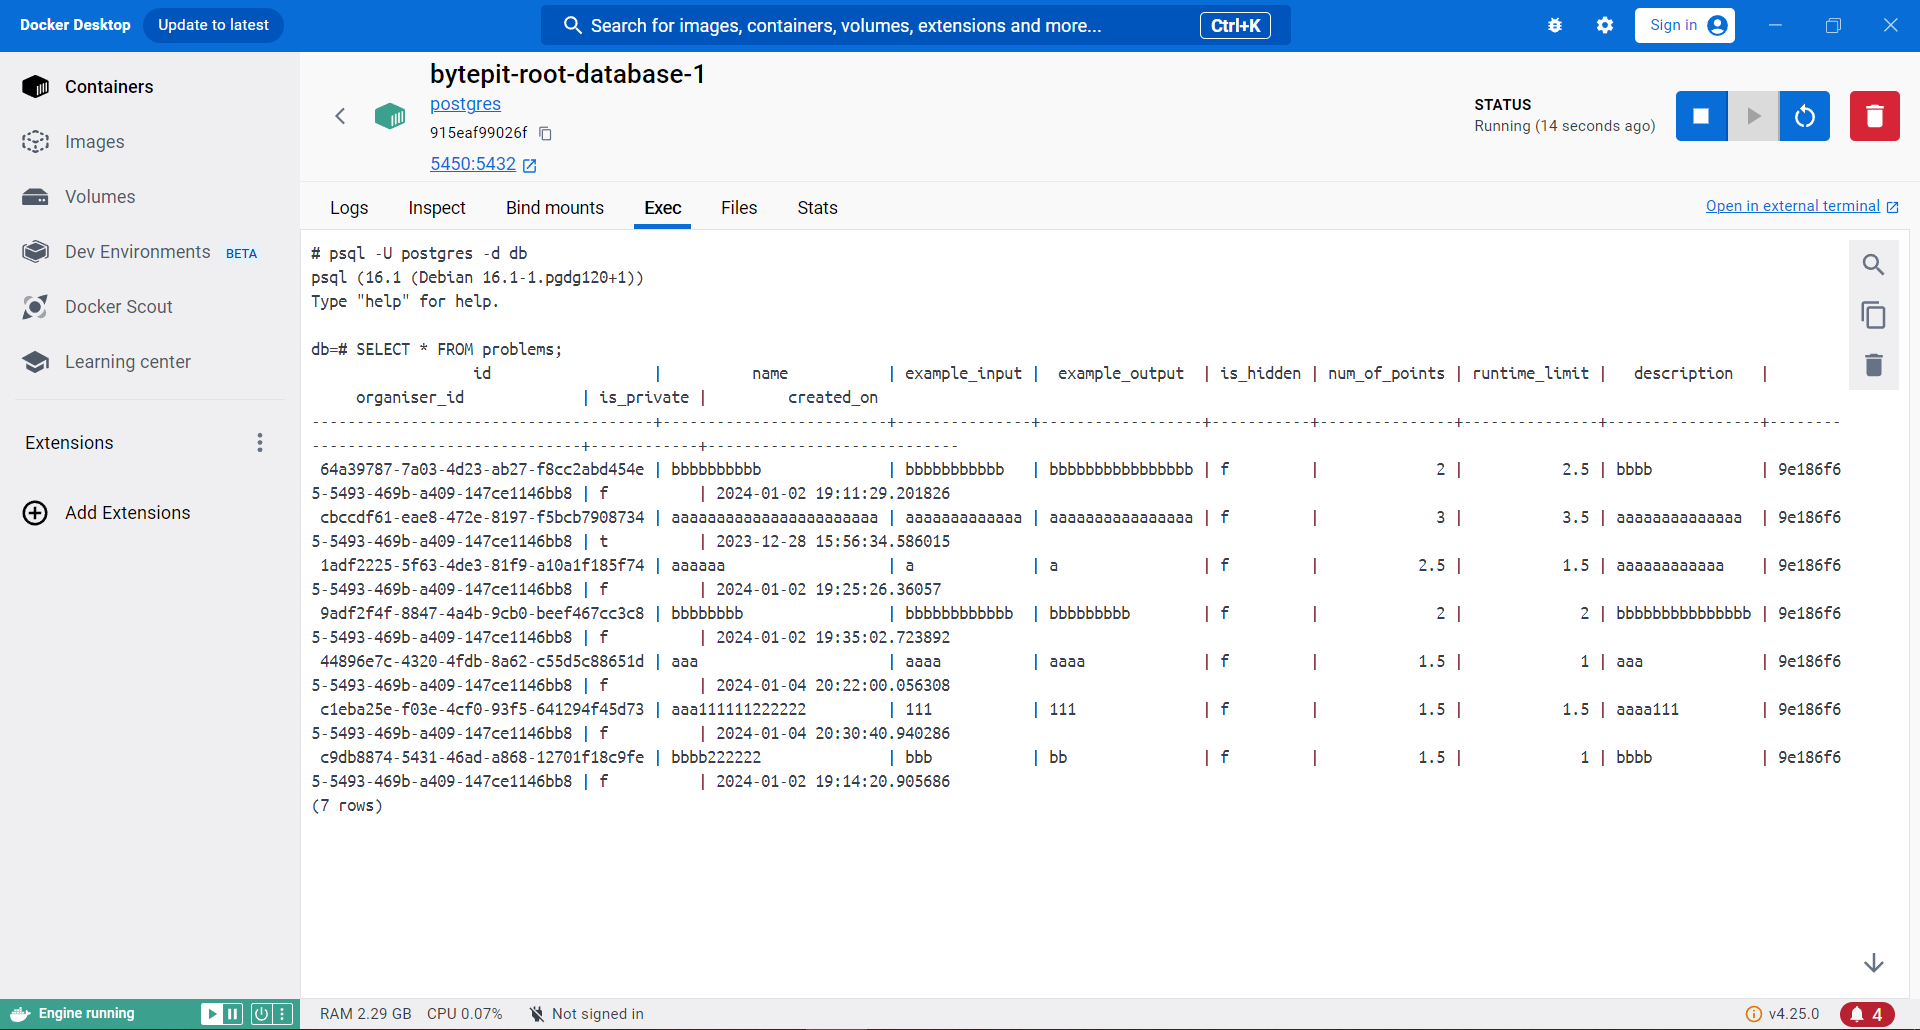 Docker Desktop Update to latest Search for images, containers, volumes, extensions and more... Ctrl+K Sign in
Containers
Images
Volumes
Dev Environments BETA
Docker Scout
Learning center
Extensions
Add Extensions
bytepit-root-database-1
postgres
915eaf99026f
5450:5432
STATUS
Running (14 seconds ago)
Logs Inspect Bind mounts Exec Files Stats Open in external terminal
# psql -U postgres -d db
psql (16.1 (Debian 16.1-1.pgdg120+1))
Type "help" for help.
db=# SELECT * FROM problems;
id | name | example_input | example_output | is_hidden | num_of_points | runtime_limit | description |
organiser_id | is_private | created_on
--------------------------------------+-------------------------+---------------+------------------+-----------+---------------+---------------+-----------------+--------
------------------------------+------------+----------------------------
64a39787-7a03-4d23-ab27-f8cc2abd454e | bbbbbbbbbb | bbbbbbbbbbb | bbbbbbbbbbbbbbbb | f | 2 | 2.5 | bbbb | 9e186f6
5-5493-469b-a409-147ce1146bb8 | f | 2024-01-02 19:11:29.201826
cbccdf61-eae8-472e-8197-f5bcb7908734 | aaaaaaaaaaaaaaaaaaaaaaa | aaaaaaaaaaaaa | aaaaaaaaaaaaaaaa | f | 3 | 3.5 | aaaaaaaaaaaaaa | 9e186f6
5-5493-469b-a409-147ce1146bb8 | t | 2023-12-28 15:56:34.586015
1adf2225-5f63-4de3-81f9-a10a1f185f74 | aaaaaa | a | a | f | 2.5 | 1.5 | aaaaaaaaaaaa | 9e186f6
5-5493-469b-a409-147ce1146bb8 | f | 2024-01-02 19:25:26.36057
9adf2f4f-8847-4a4b-9cb0-beef467cc3c8 | bbbbbbbb | bbbbbbbbbbbb | bbbbbbbbb | f | 2 | 2 | bbbbbbbbbbbbbbb | 9e186f6
5-5493-469b-a409-147ce1146bb8 | f | 2024-01-02 19:35:02.723892
44896e7c-4320-4fdb-8a62-c55d5c88651d | aaa | aaaa | aaaa | f | 1.5 | 1 | aaa | 9e186f6
5-5493-469b-a409-147ce1146bb8 | f | 2024-01-04 20:22:00.056308
c1eba25e-f03e-4cf0-93f5-641294f45d73 | aaa111111222222 | 111 | 111 | f | 1.5 | 1.5 | aaaa111 | 9e186f6
5-5493-469b-a409-147ce1146bb8 | f | 2024-01-04 20:30:40.940286
c9db8874-5431-46ad-a868-12701f18c9fe | bbbb222222 | bbb | bb | f | 1.5 | 1 | bbbb | 9e186f6
5-5493-469b-a409-147ce1146bb8 | f | 2024-01-02 19:14:20.905686
(7 rows)
Engine running RAM 2.29 GB CPU 0.07% Not signed in v4.25.0 4